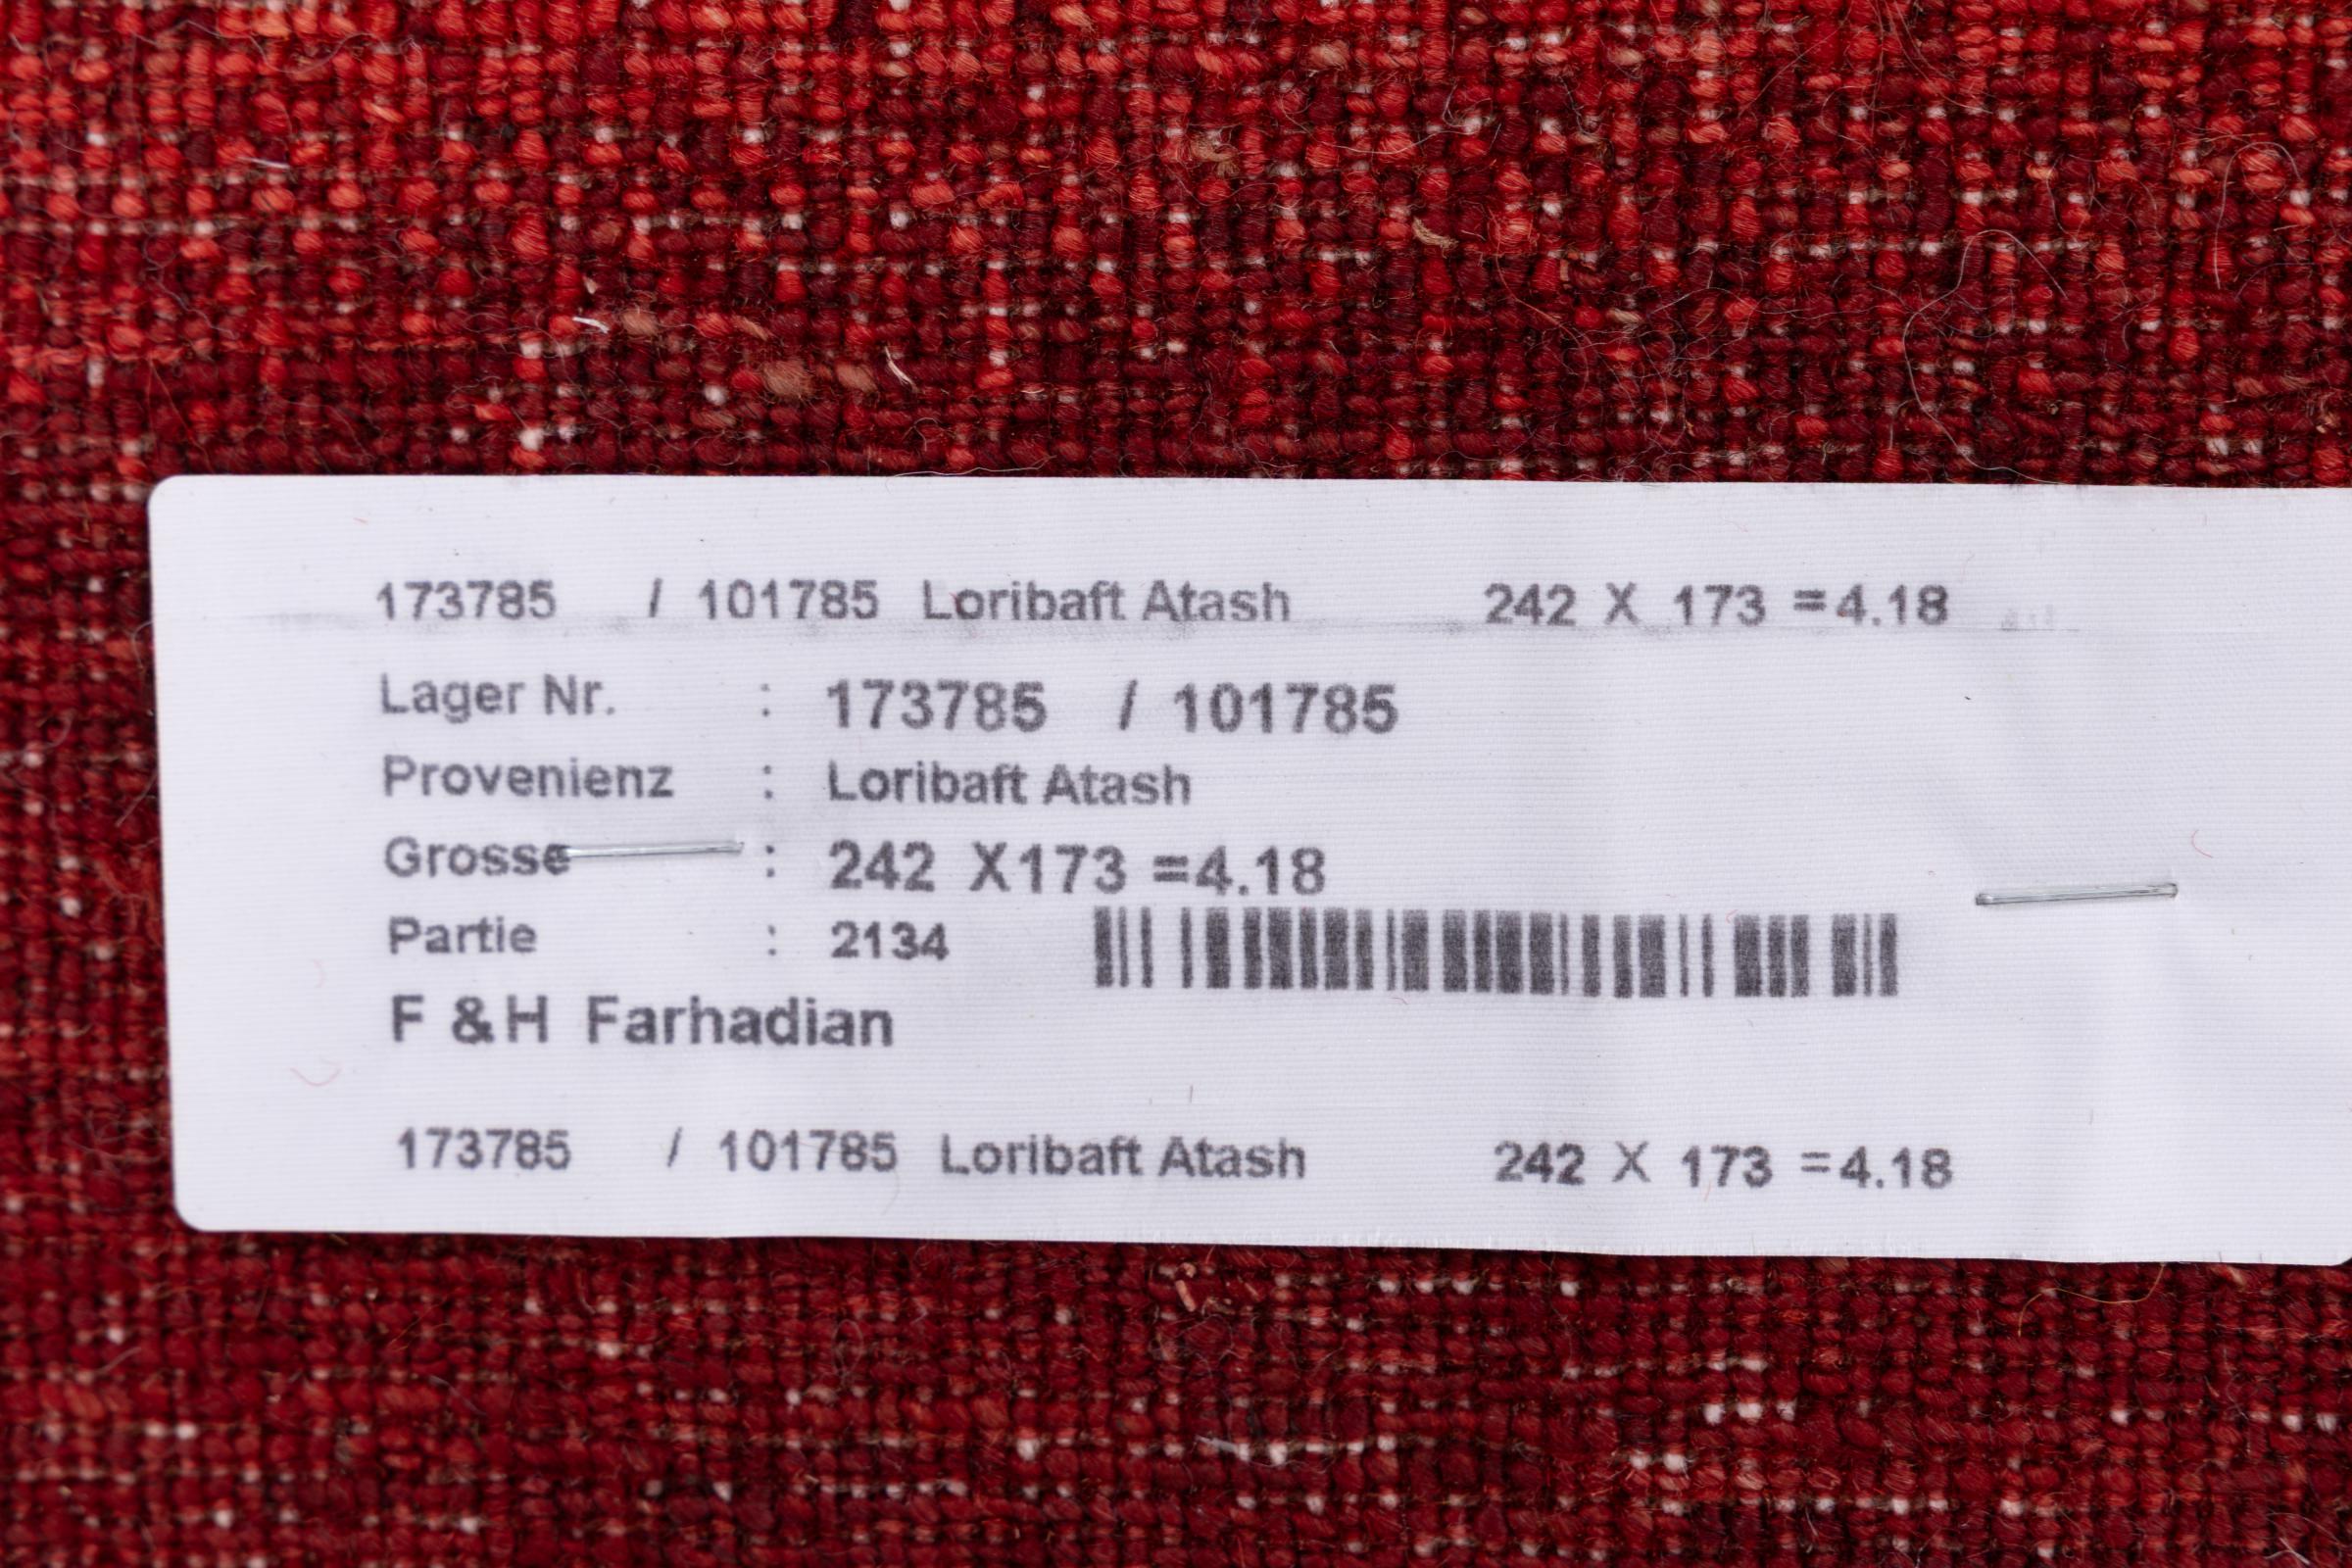 173785 / 101785 Loribaft Atash 242 X 173 =4.18
Lager Nr. : 173785 / 101785
Provenienz : Loribaft Atash
Grosse : 242 X173 =4.18
Partie : 2134
F &H Farhadian
173785 / 101785 Loribaft Atash 242 X 173 =4.18